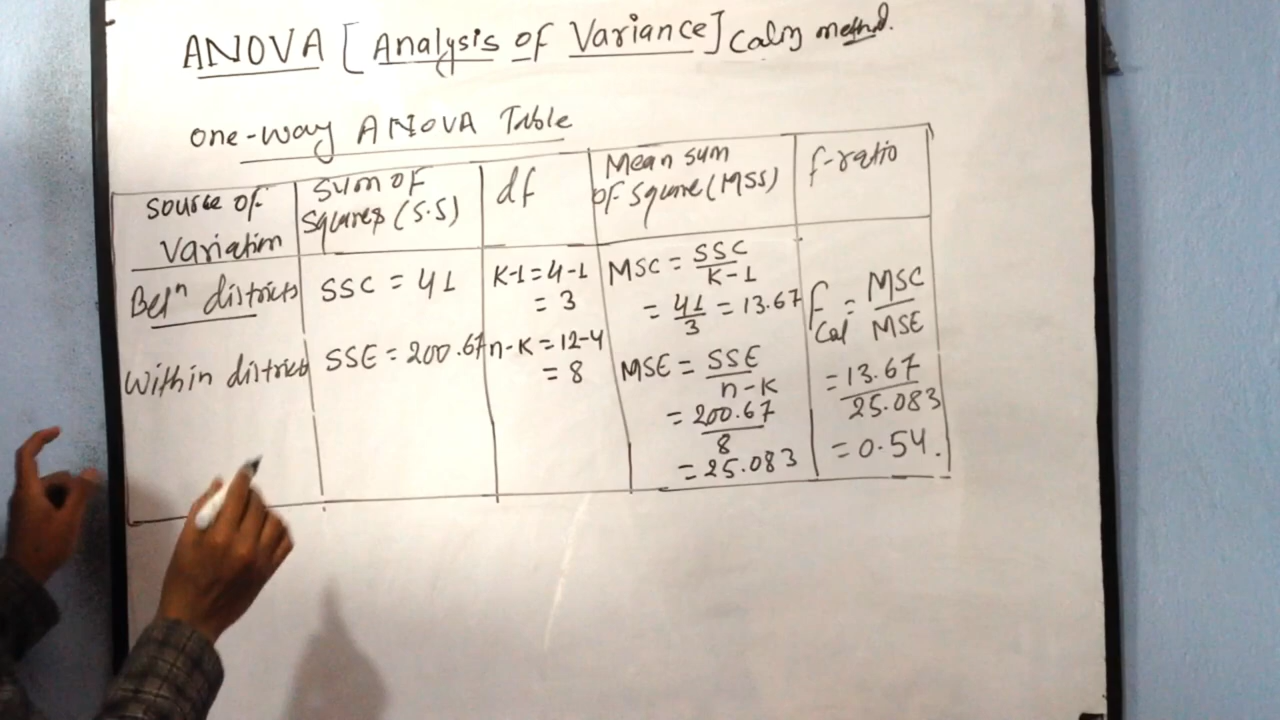 ANOVA [Analysis of Variance] Calng method.
one-way ANOVA Table
Source of Variation
Sum of Squares (S.S)
df
Mean sum of square (MSS)
f-ratio
Betn districts
SSC = 41
K-1 = 4-1
= 3
MSC = SSC / K-1
= 41 / 3 = 13.67
F Cal = MSC / MSE
= 13.67 / 25.083
= 0.54.
Within district
SSE = 200.67
n-K = 12-4
= 8
MSE = SSE / n-K
= 200.67 / 8
= 25.083